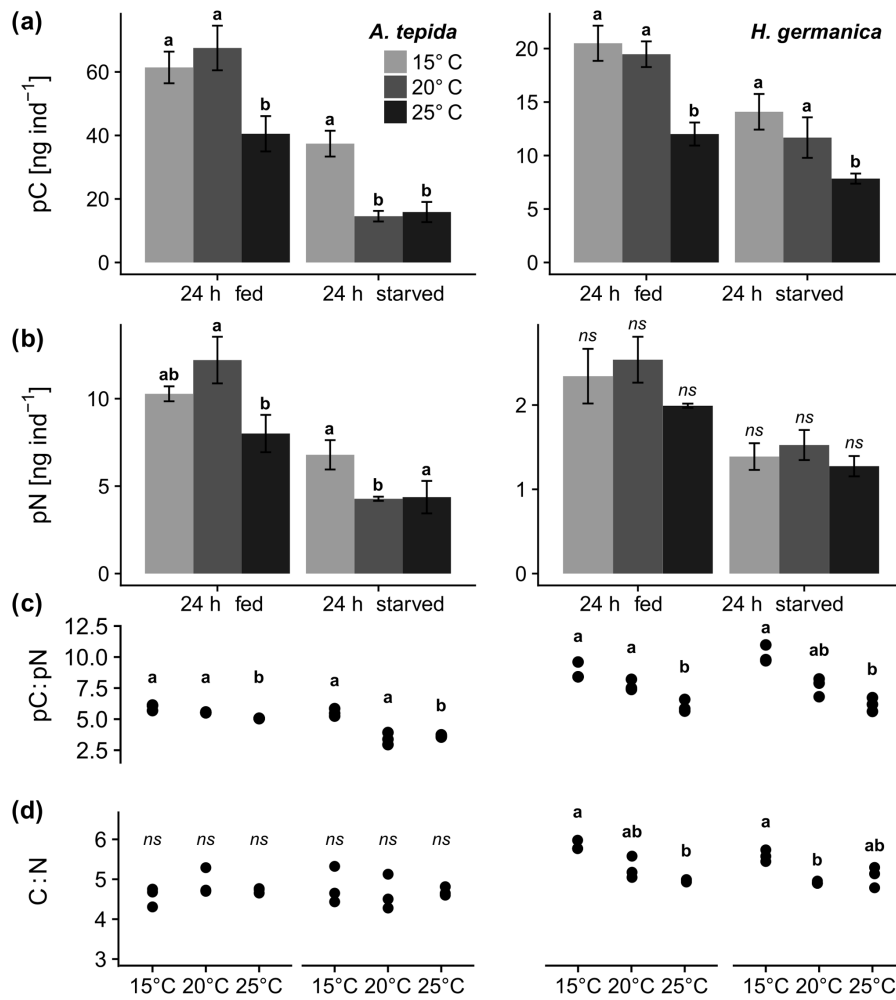 (a)
A. tepida
15° C
20° C
25° C
pC [ng ind⁻¹]
60
40
20
0
a a b a b b
24 h fed 24 h starved
H. germanica
20
15
10
5
0
a a b a a b
24 h fed 24 h starved
(b)
pN [ng ind⁻¹]
10
5
0
ab a b a b a
24 h fed 24 h starved
2
1
0
ns ns ns ns ns ns
24 h fed 24 h starved
(c)
pC:pN
12.5
10.0
7.5
5.0
2.5
a a b a a b
a a b a ab b
(d)
C:N
6
5
4
3
ns ns ns ns ns ns
a ab b a b ab
15°C 20°C 25°C 15°C 20°C 25°C 15°C 20°C 25°C 15°C 20°C 25°C